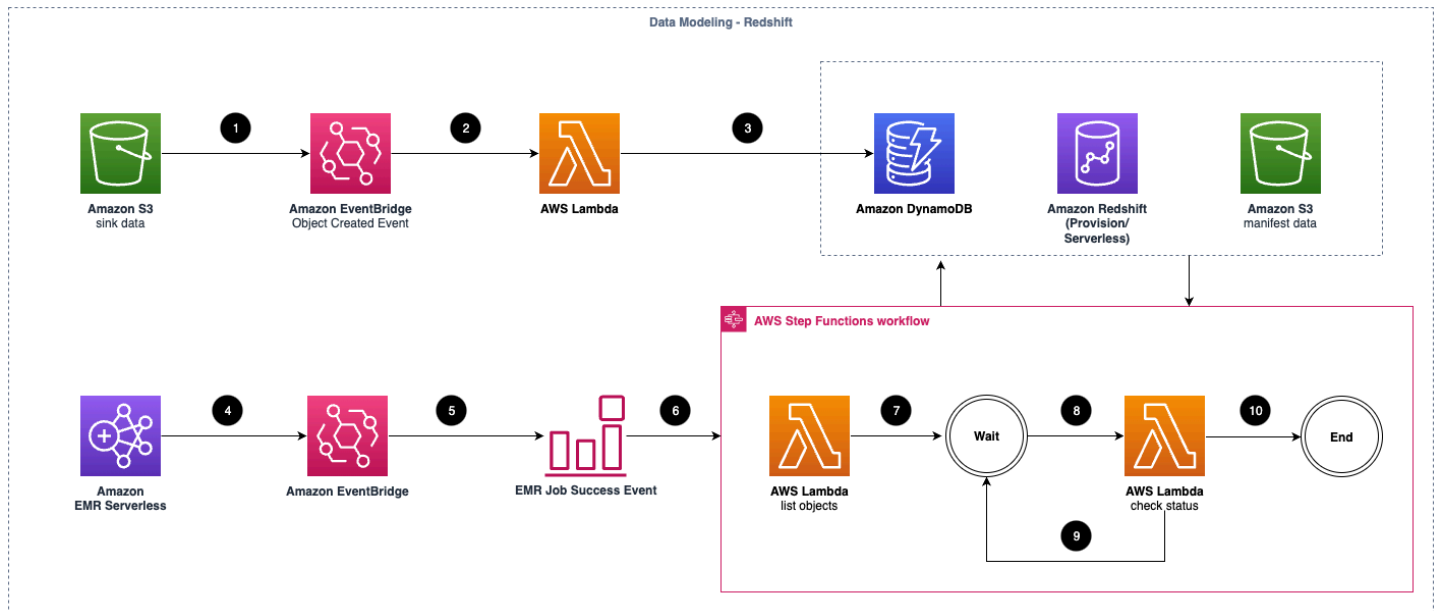 Data Modeling - Redshift
1
2
3
Amazon S3
sink data
Amazon EventBridge
Object Created Event
AWS Lambda
Amazon DynamoDB
Amazon Redshift
(Provision/
Serverless)
Amazon S3
manifest data
AWS Step Functions workflow
4
5
6
7
8
10
Wait
End
Amazon
EMR Serverless
Amazon EventBridge
EMR Job Success Event
AWS Lambda
list objects
AWS Lambda
check status
9